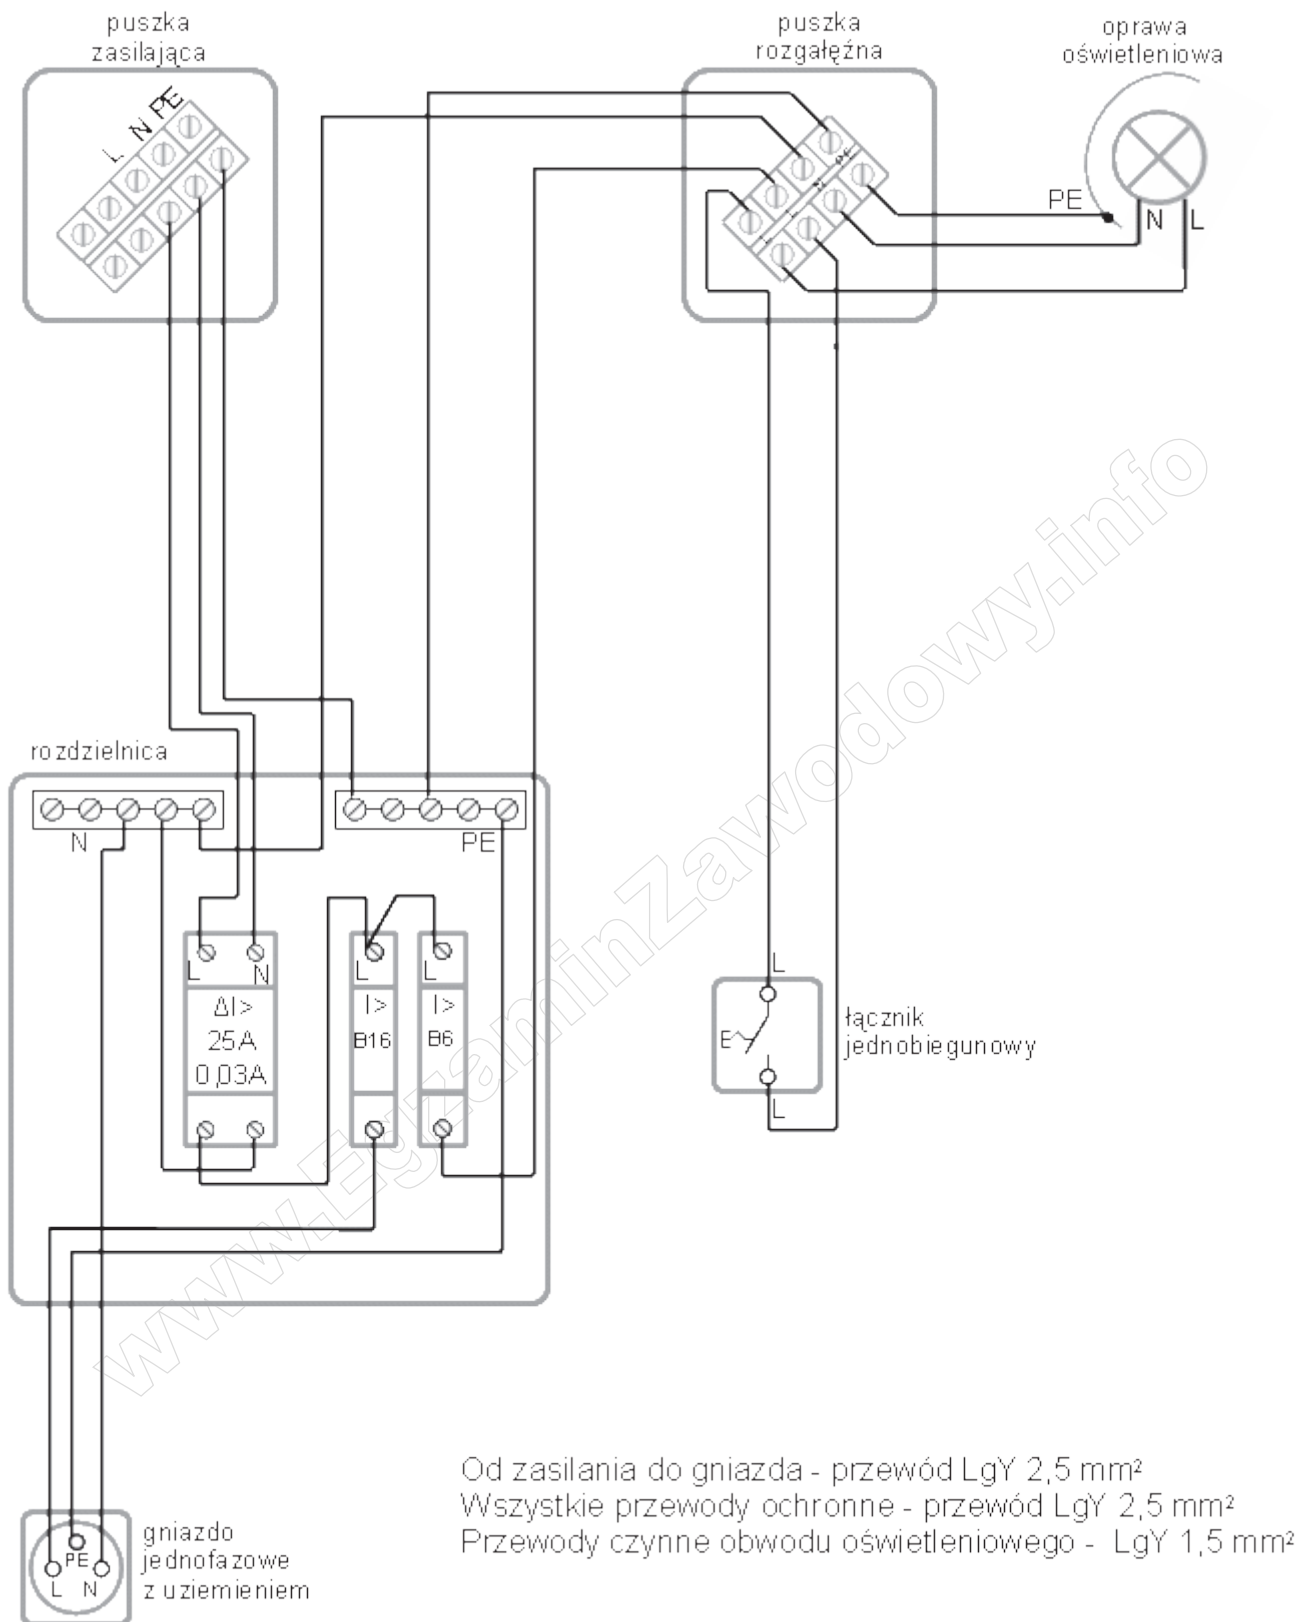 puszka
zasilająca
puszka
rozgałęźna
oprawa
oświetleniowa
L N PE
PE
N
L
L
PE
N L
rozdzielnica
N
PE
L N
ΔI>
25A
0,03A
L
I>
B16
L
I>
B6
L
E
L
łącznik
jednobiegunowy
www.EgzaminZawodowy.info
Od zasilania do gniazda - przewód LgY 2,5 mm²
Wszystkie przewody ochronne - przewód LgY 2,5 mm²
Przewody czynne obwodu oświetleniowego - LgY 1,5 mm²
PE
L N
gniazdo
jednofazowe
z uziemieniem